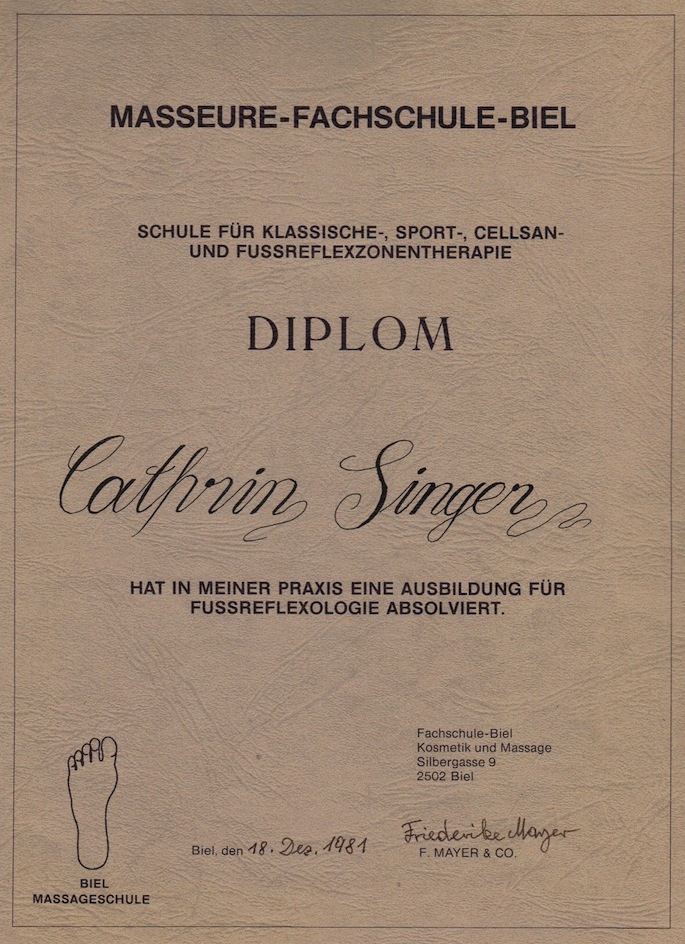 MASSEURE-FACHSCHULE-BIEL
SCHULE FÜR KLASSISCHE-, SPORT-, CELLSAN-
UND FUSSREFLEXZONENTHERAPIE
DIPLOM
Cathrin Singer
HAT IN MEINER PRAXIS EINE AUSBILDUNG FÜR
FUSSREFLEXOLOGIE ABSOLVIERT.
Fachschule-Biel
Kosmetik und Massage
Silbergasse 9
2502 Biel
Biel, den 18. Dez. 1981
Friederike Mayer
F. MAYER & CO.
BIEL
MASSAGESCHULE